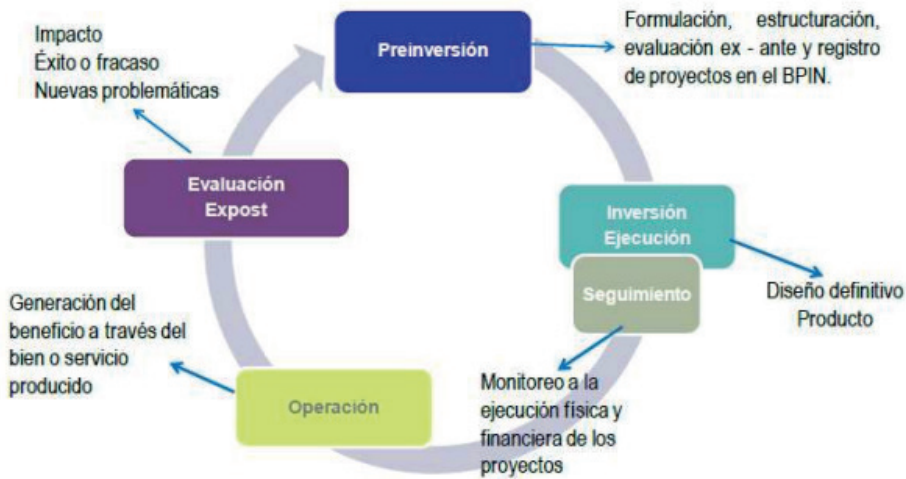 Impacto
Éxito o fracaso
Nuevas problemáticas
Preinversión
Formulación, estructuración,
evaluación ex - ante y registro
de proyectos en el BPIN.
Evaluación
Expost
Inversión
Ejecución
Seguimiento
Diseño definitivo
Producto
Generación del
beneficio a través del
bien o servicio
producido
Operación
Monitoreo a la
ejecución física y
financiera de los
proyectos